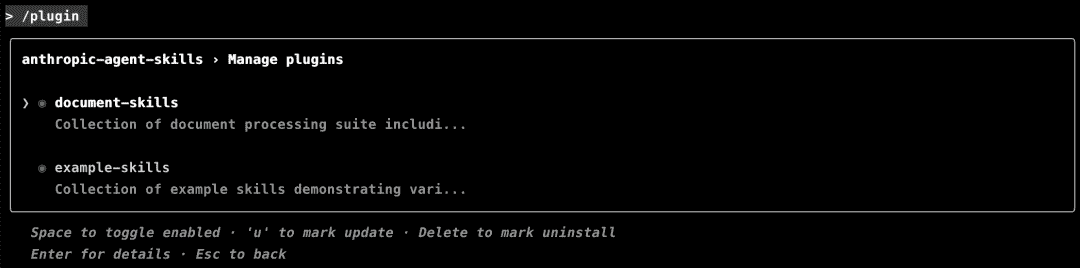 > /plugin
anthropic-agent-skills › Manage plugins
❯ ◉ document-skills
Collection of document processing suite includi...
◉ example-skills
Collection of example skills demonstrating vari...
Space to toggle enabled · 'u' to mark update · Delete to mark uninstall
Enter for details · Esc to back